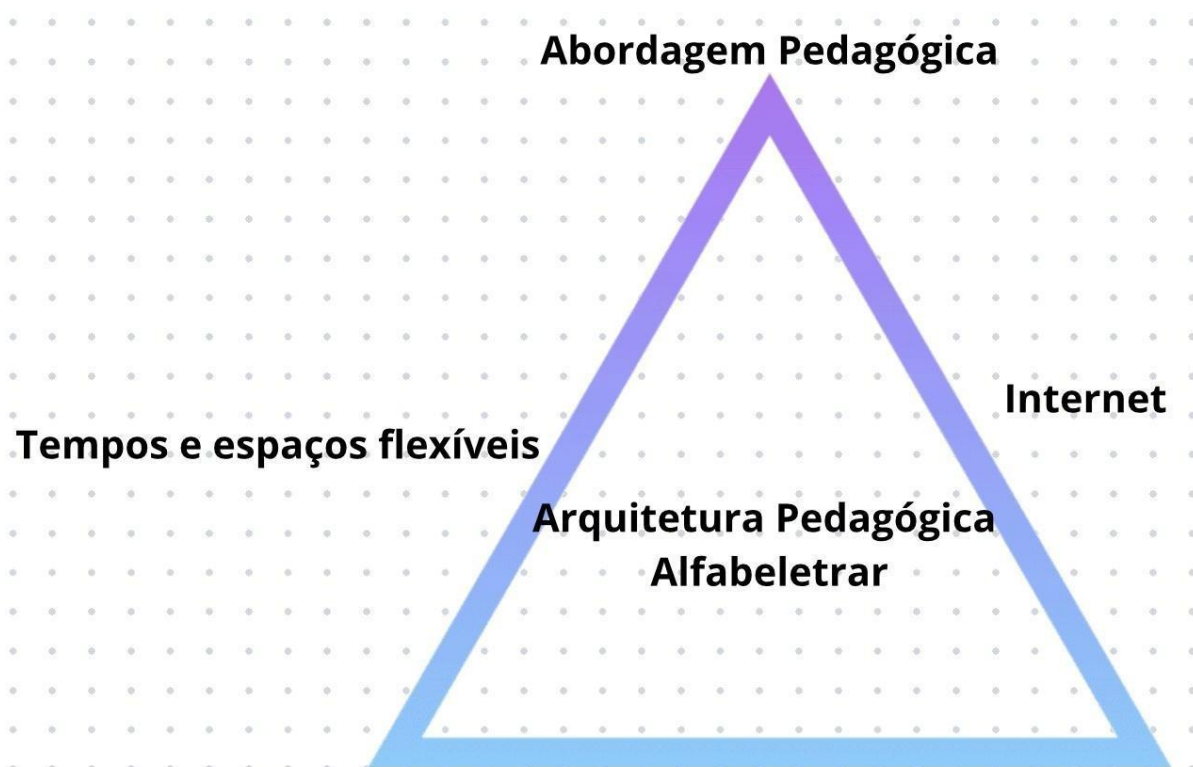 Abordagem Pedagógica
Internet
Tempos e espaços flexíveis
Arquitetura Pedagógica
Alfabeletrar